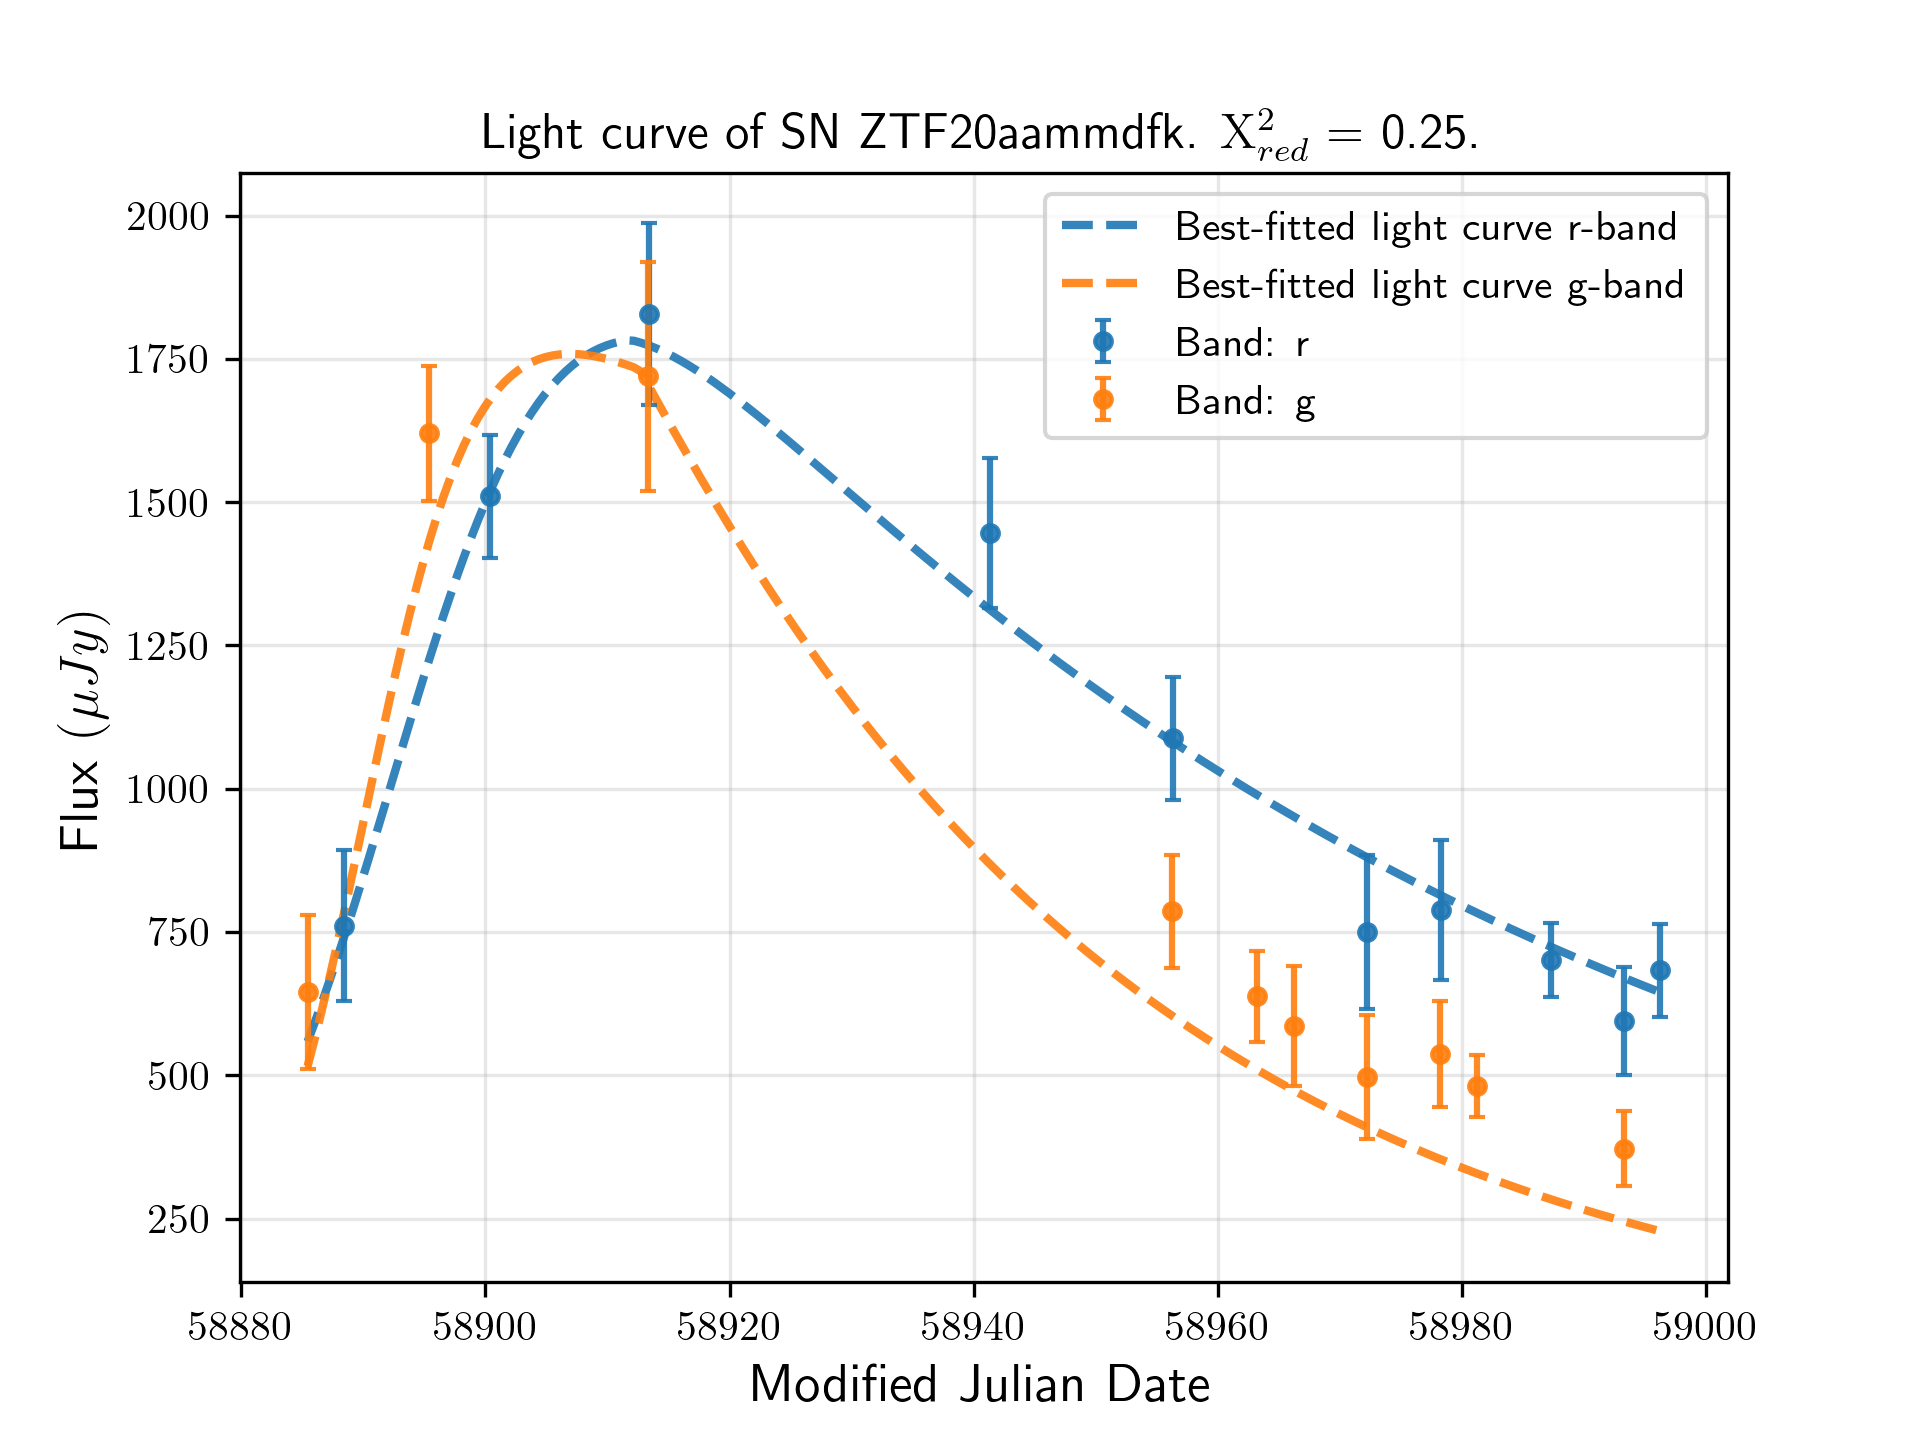 Light curve of SN ZTF20aammdfk. X²_red = 0.25.
Best-fitted light curve r-band
Best-fitted light curve g-band
Band: r
Band: g
Flux (μJy)
2000
1750
1500
1250
1000
750
500
250
58880 58900 58920 58940 58960 58980 59000
Modified Julian Date